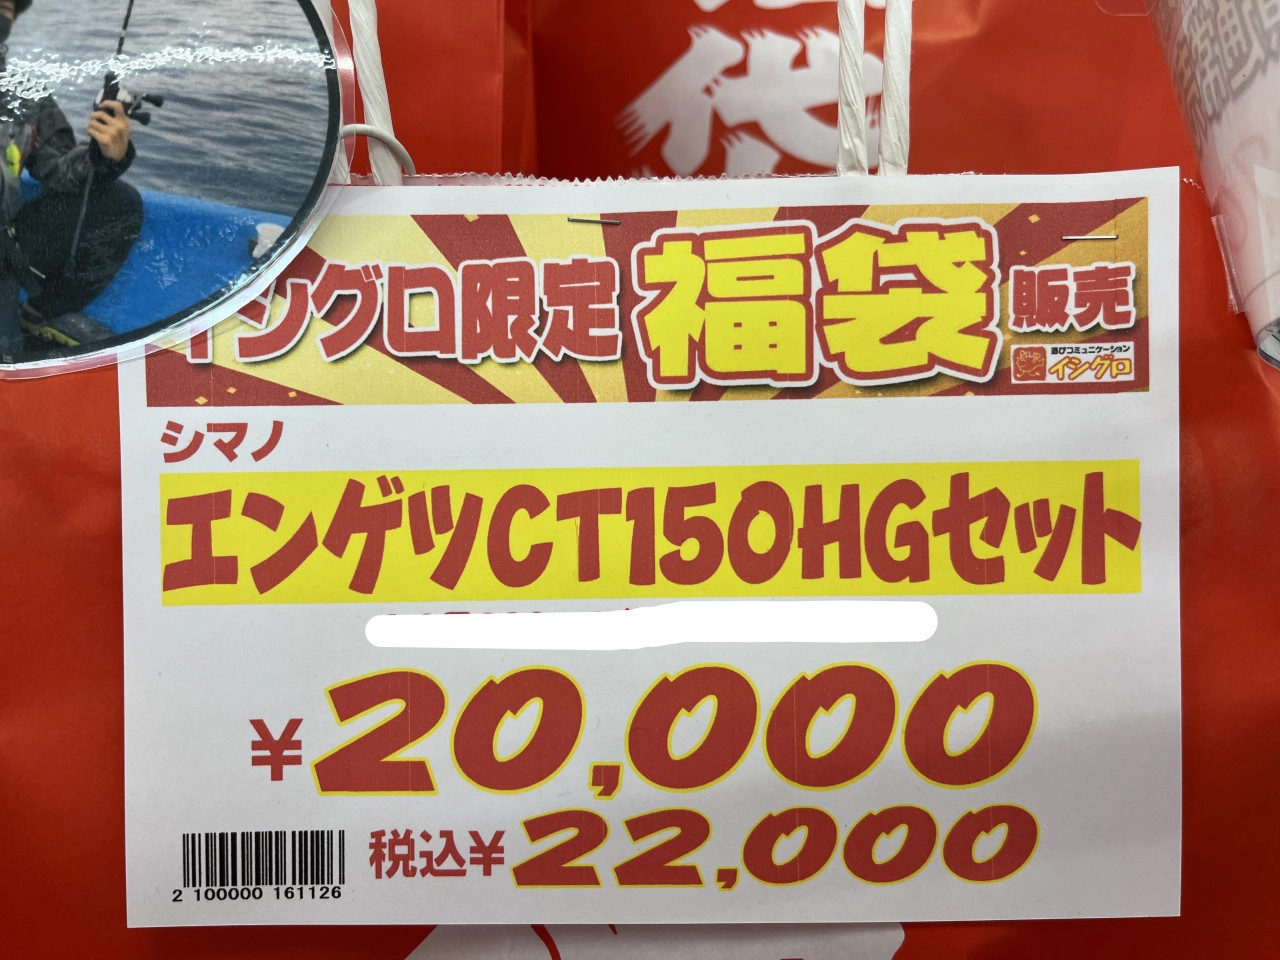 代
イシグロ限定 福袋 販売
遊びコミュニケーション
イシグロ
シマノ
エンゲツCT150HGセット
¥20,000
税込¥22,000
2 100000 161126